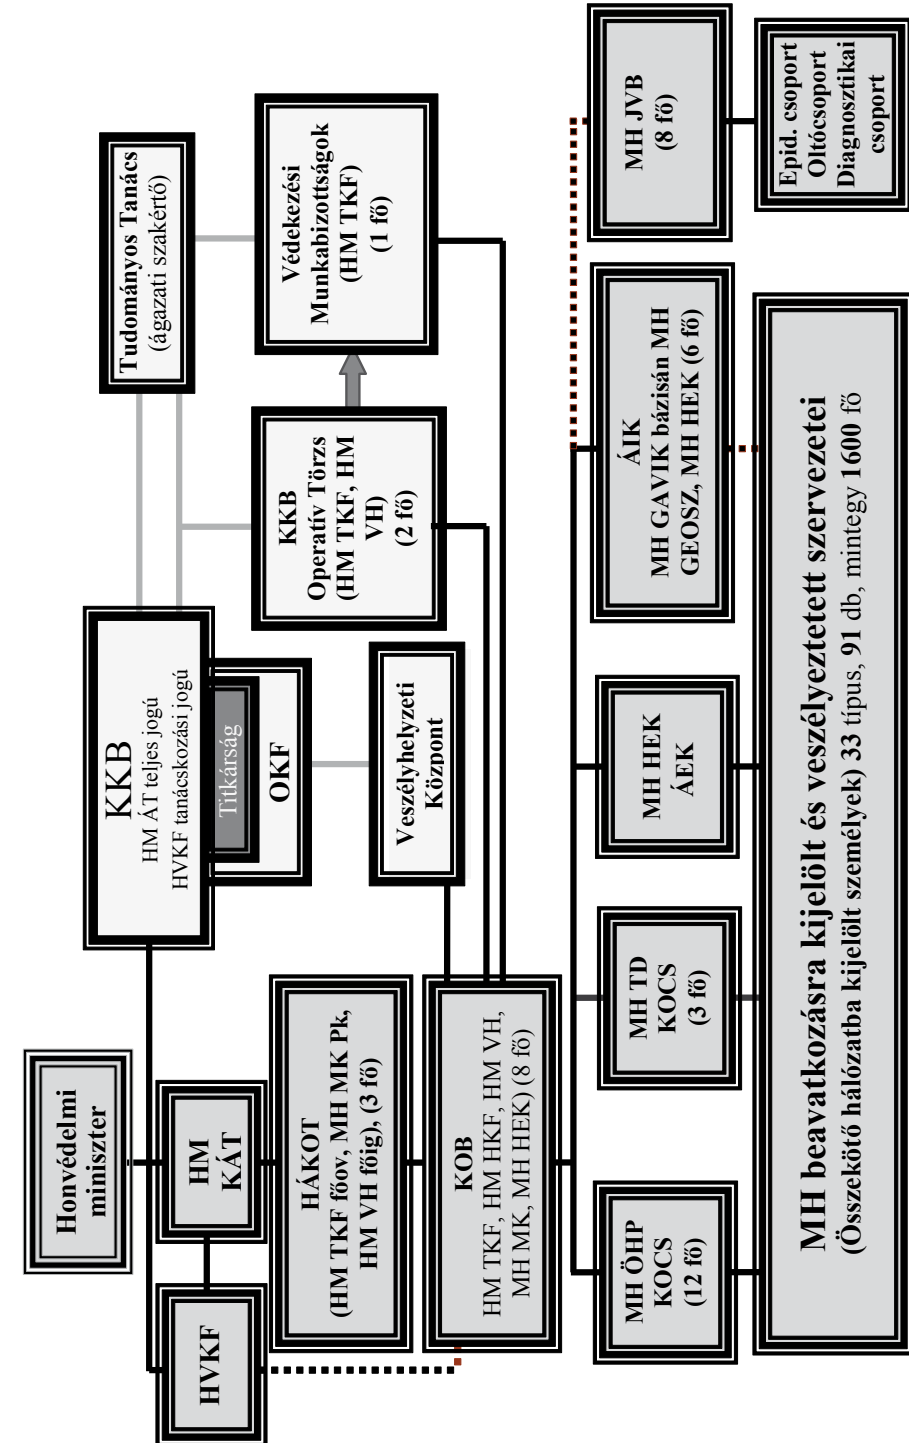 Honvédelmi
miniszter
HVKF
HM
KÁT
HÁKOT
(HM TKF főov, MH MK Pk,
HM VH főig), (3 fő)
KOB
HM TKF, HM HKF, HM VH,
MH MK, MH HEK) (8 fő)
KKB
HM ÁT teljes jogú
HVKF tanácskozási jogú
Titkárság
OKF
Veszélyhelyzeti
Központ
KKB
Operatív Törzs
(HM TKF, HM
VH)
(2 fő)
Tudományos Tanács
(ágazati szakértő)
Védekezési
Munkabizottságok
(HM TKF)
(1 fő)
MH ÖHP
KOCS
(12 fő)
MH TD
KOCS
(3 fő)
MH HEK
ÁEK
ÁIK
MH GAVIK bázisán MH
GEOSZ, MH HEK (6 fő)
MH JVB
(8 fő)
Epid. csoport
Oltócsoport
Diagnosztikai
csoport
MH beavatkozásra kijelölt és veszélyeztetett szervezetei
(Összekötő hálózatba kijelölt személyek) 33 típus, 91 db, mintegy 1600 fő